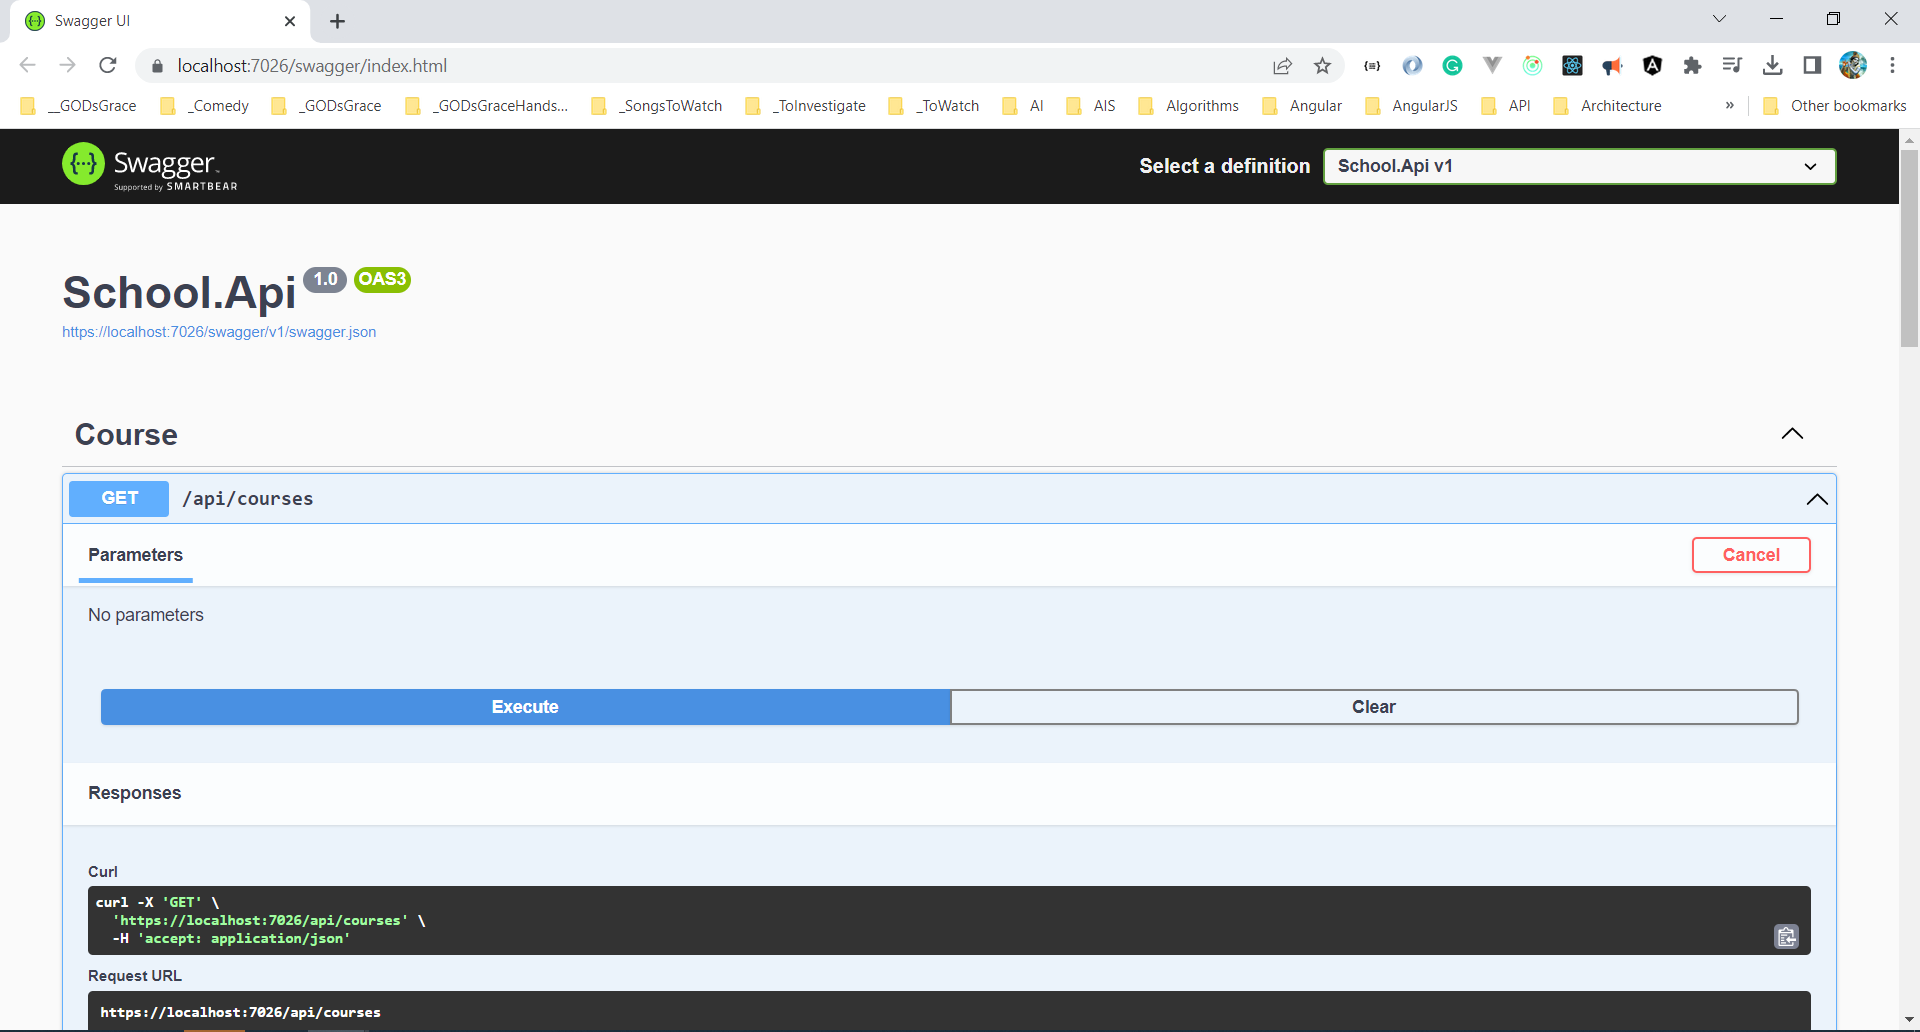 Swagger UI
localhost:7026/swagger/index.html
__GODsGrace
_Comedy
_GODsGrace
_GODsGraceHands...
_SongsToWatch
_ToInvestigate
_ToWatch
AI
AIS
Algorithms
Angular
AngularJS
API
Architecture
»
Other bookmarks
{···} Swagger
Supported by SMARTBEAR
Select a definition
School.Api v1
School.Api 1.0 OAS3
https://localhost:7026/swagger/v1/swagger.json
Course
GET /api/courses
Parameters
Cancel
No parameters
Execute
Clear
Responses
Curl
curl -X 'GET' \
'https://localhost:7026/api/courses' \
-H 'accept: application/json'
Request URL
https://localhost:7026/api/courses